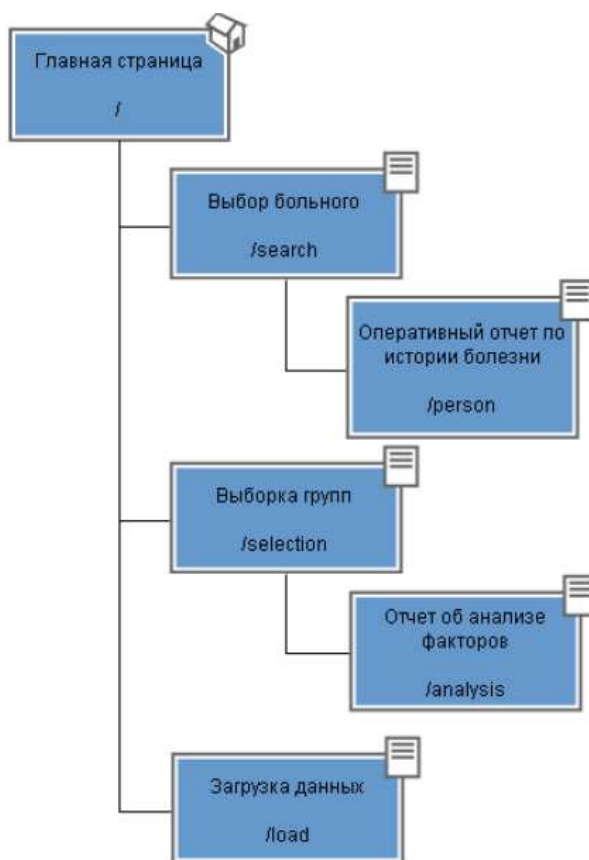 Главная страница
/
Выбор больного
/search
Оперативный отчет по
истории болезни
/person
Выборка групп
/selection
Отчет об анализе
факторов
/analysis
Загрузка данных
/load